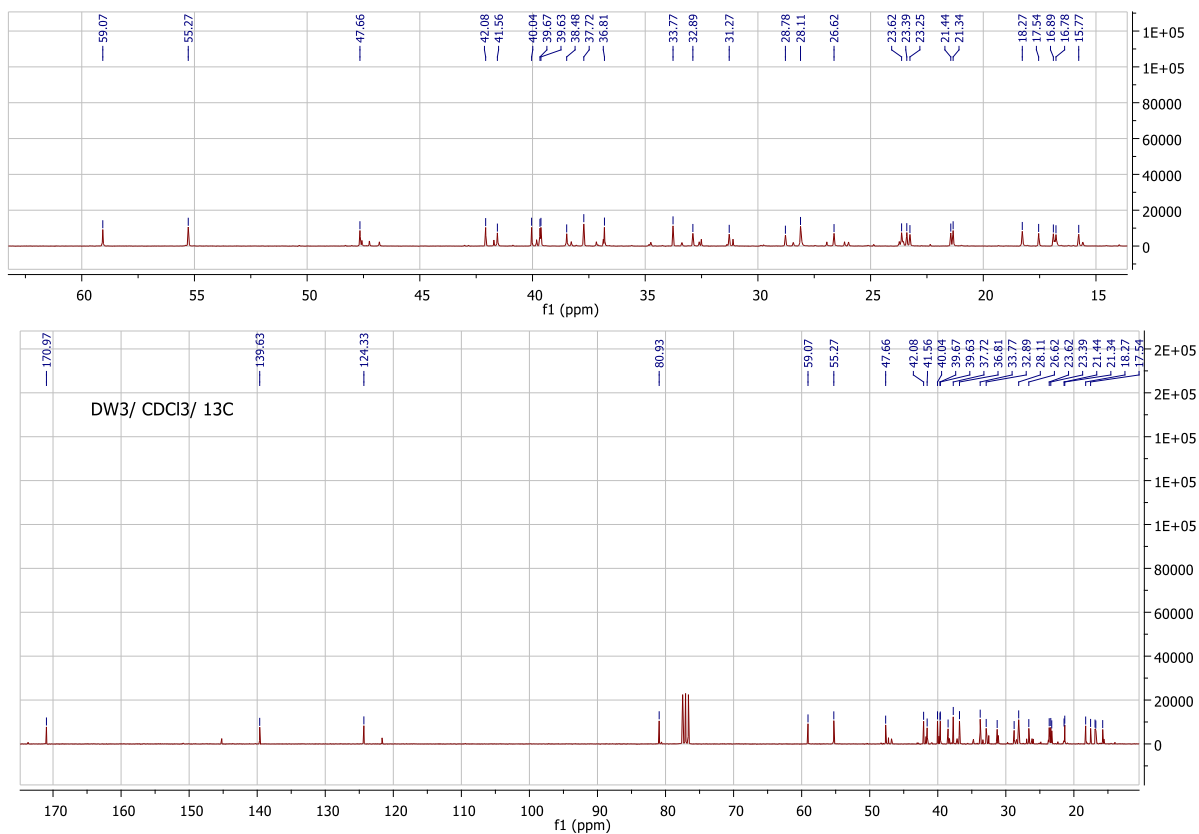 59.07 55.27 47.66 42.08 41.56 40.04 39.67 39.63 38.48 37.72 36.81 33.77 32.89 31.27 28.78 28.11 26.62 23.62 23.39 23.25 21.44 21.34 18.27 17.54 16.89 16.78 15.77
1E+05
1E+05
80000
60000
40000
20000
0
60 55 50 45 40 35 30 25 20 15
f1 (ppm)
170.97 139.63 124.33 80.93 59.07 55.27 47.66 42.08 41.56 40.04 39.67 39.63 37.72 36.81 33.77 32.89 28.11 26.62 23.62 23.39 21.44 21.34 18.27 17.54
2E+05
2E+05
DW3/ CDCl3/ 13C
1E+05
1E+05
1E+05
80000
60000
40000
20000
0
170 160 150 140 130 120 110 100 90 80 70 60 50 40 30 20
f1 (ppm)